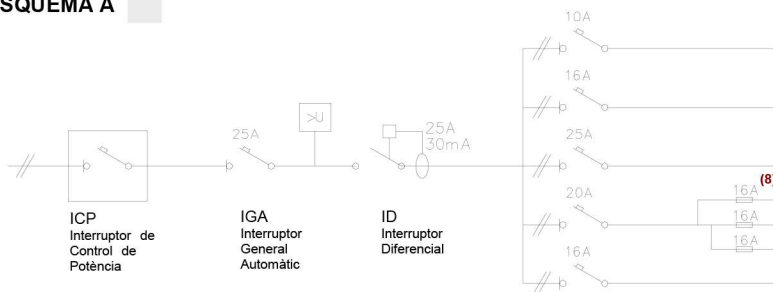 SQUEMA A
10A
16A
25A
25A
30mA
25A
20A
16A
(8)
16A
16A
16A
ICP
Interruptor de
Control de
Potència
IGA
Interruptor
General
Automàtic
ID
Interruptor
Diferencial